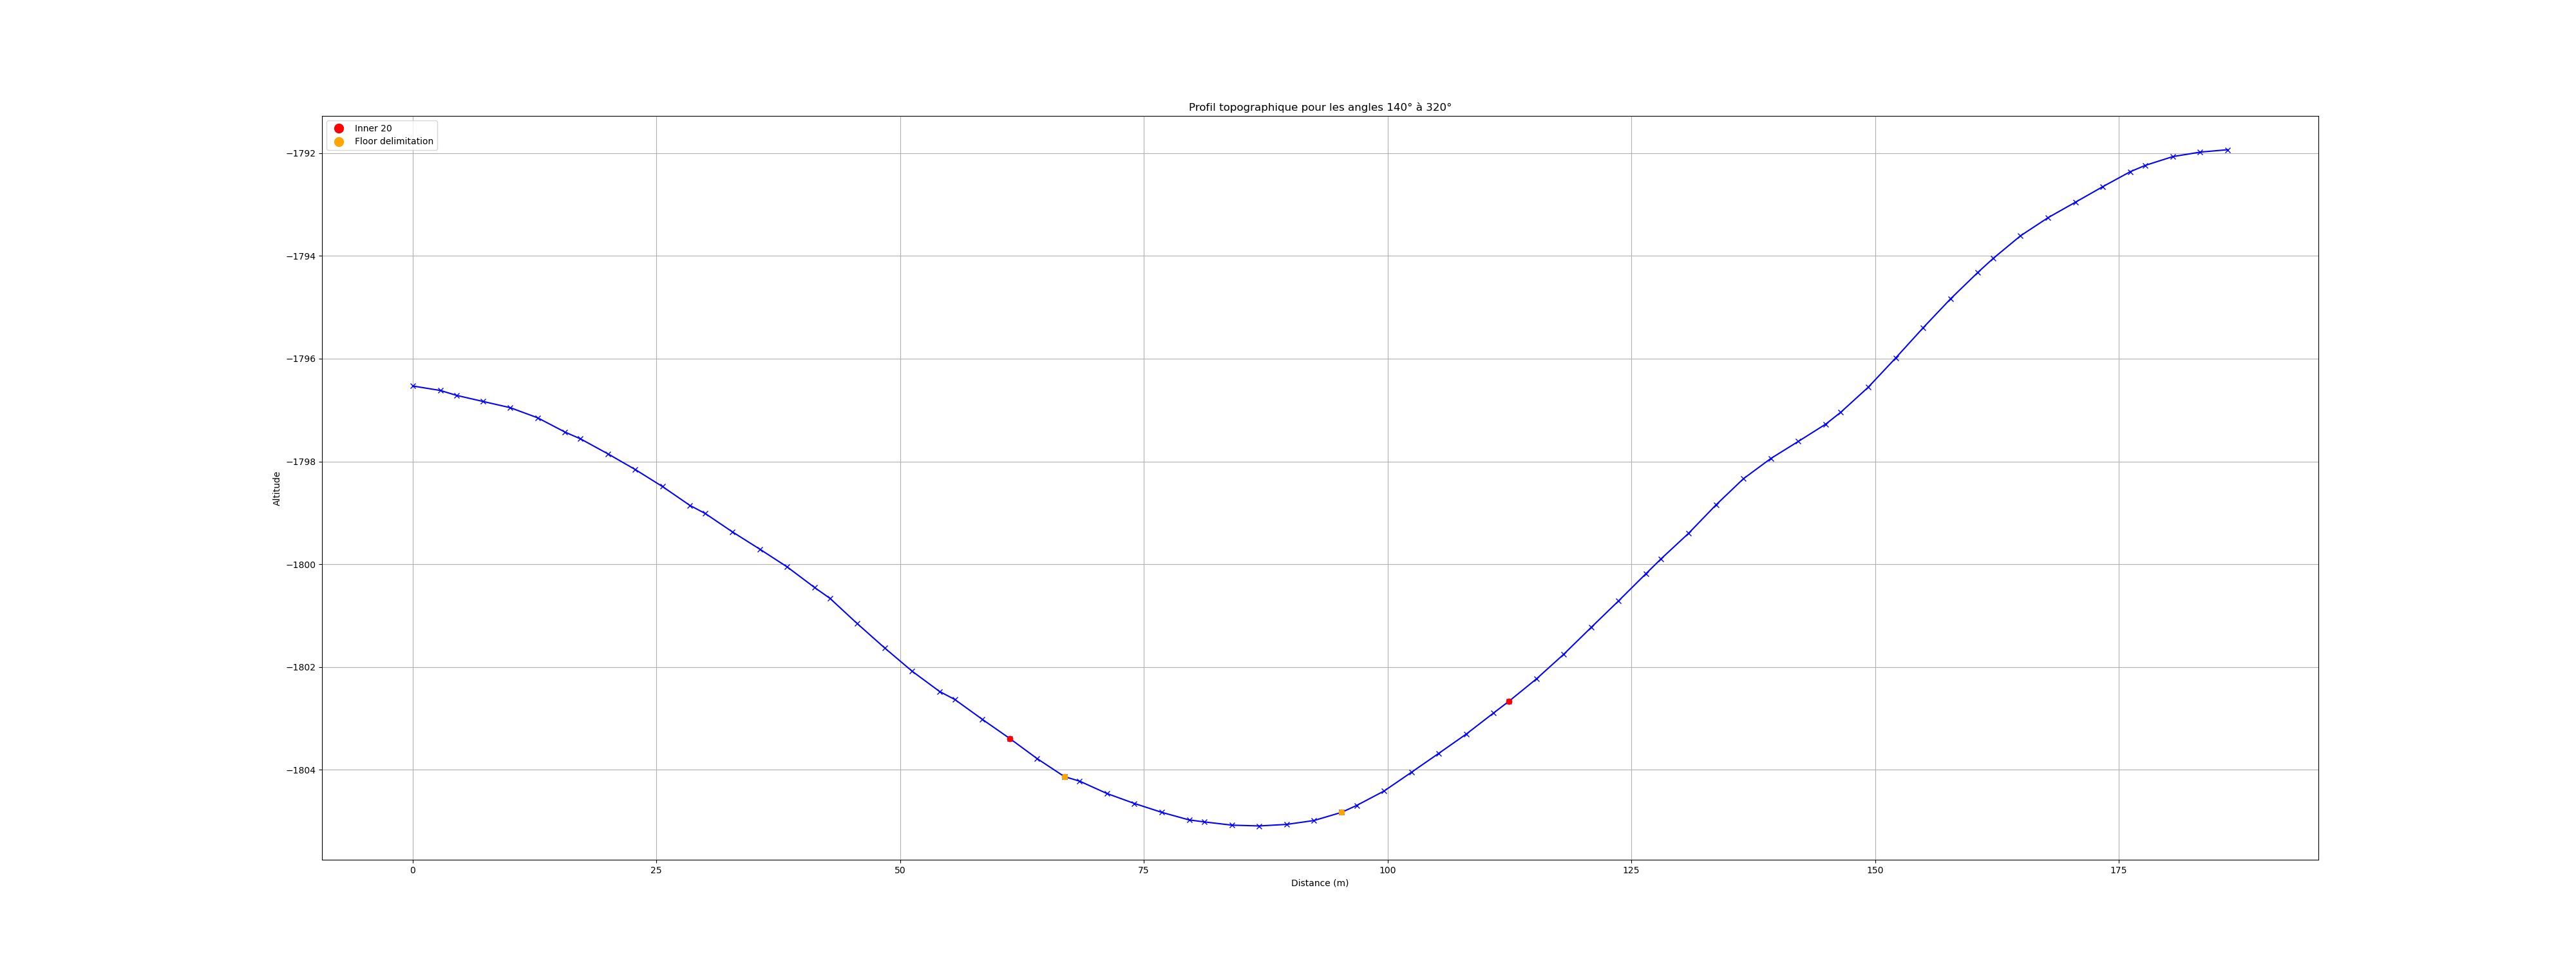 Profil topographique pour les angles 140° à 320°
Inner 20
Floor delimitation
−1792
−1794
−1796
−1798
−1800
−1802
−1804
Altitude
0 25 50 75 100 125 150 175
Distance (m)